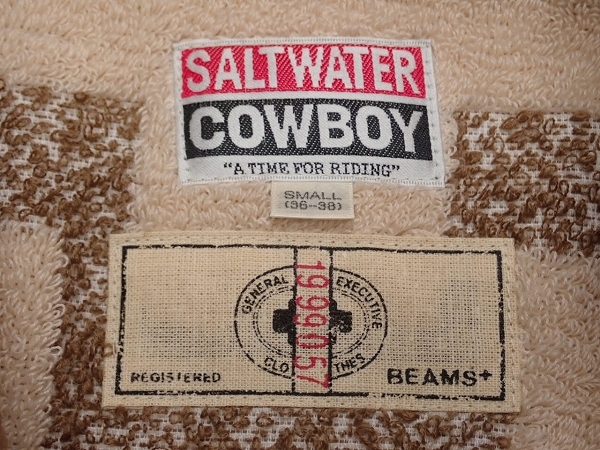 SALTWATER
COWBOY
"A TIME FOR RIDING"
SMALL
(36-38)
GENERAL EXECUTIVE
CLOTHES
1999057
REGISTERED
BEAMS+